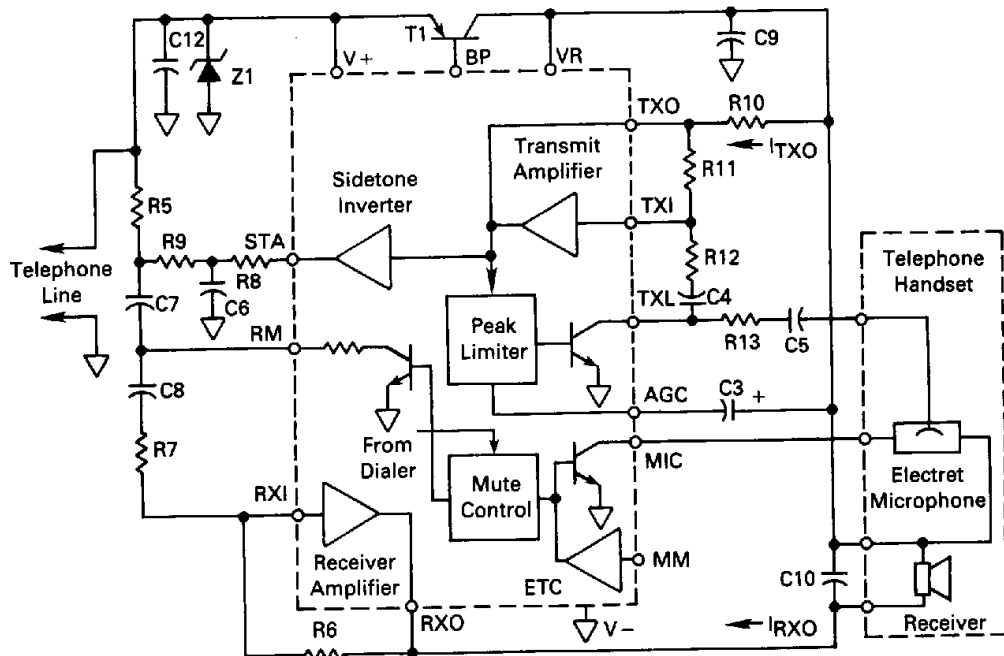 C12
Z1
V+
T1
BP
VR
C9
TXO
R10
I TXO
Transmit
Amplifier
R11
Sidetone
Inverter
R5
R9
STA
TXI
R12
Telephone
Line
R8
C6
C7
TXL
C4
Telephone
Handset
RM
Peak
Limiter
R13
C5
C8
AGC
C3
+
R7
From
Dialer
MIC
Electret
Microphone
RXI
Mute
Control
Receiver
Amplifier
ETC
MM
C10
V−
R6
RXO
I RXO
Receiver